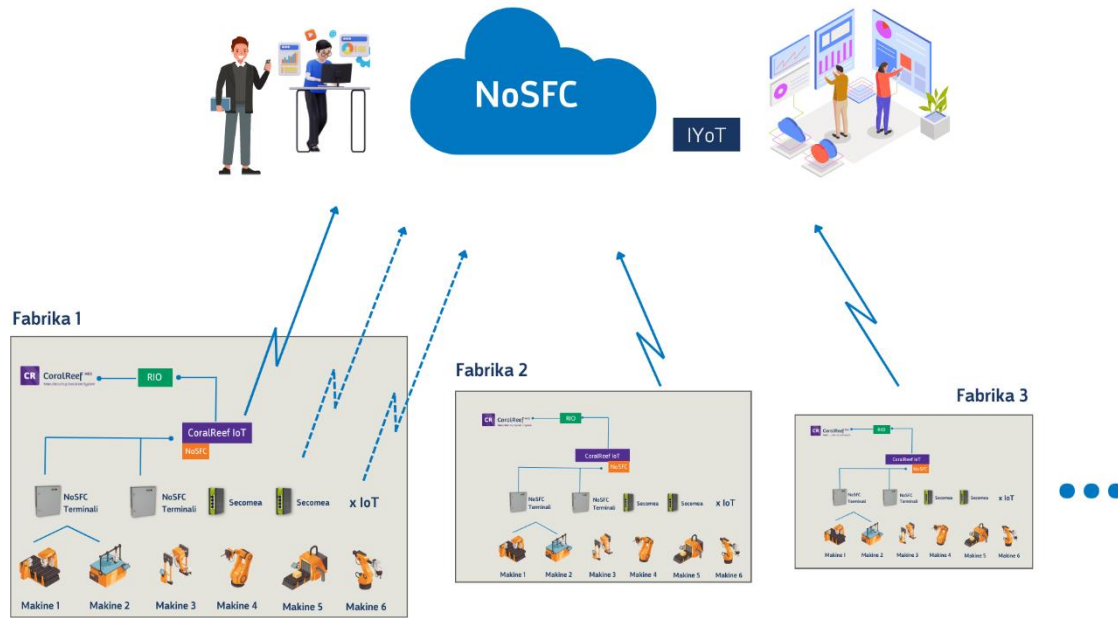 NoSFC
IYoT
Fabrika 1
CR CoralReef MES
RIO
CoralReef IoT
NoSFC
NoSFC
Terminali
NoSFC
Terminali
Secomea
Secomea
x IoT
Makine 1
Makine 2
Makine 3
Makine 4
Makine 5
Makine 6
Fabrika 2
CR CoralReef
RIO
CoralReef IoT
NoSFC
NoSFC
Terminali
NoSFC
Terminali
Secomea
Secomea
x IoT
Makine 1
Makine 2
Makine 3
Makine 4
Makine 5
Makine 6
Fabrika 3
CR CoralReef
RIO
CoralReef IoT
NoSFC
NoSFC
Terminali
NoSFC
Terminali
Secomea
Secomea
x IoT
Makine 1
Makine 2
Makine 3
Makine 4
Makine 5
Makine 6